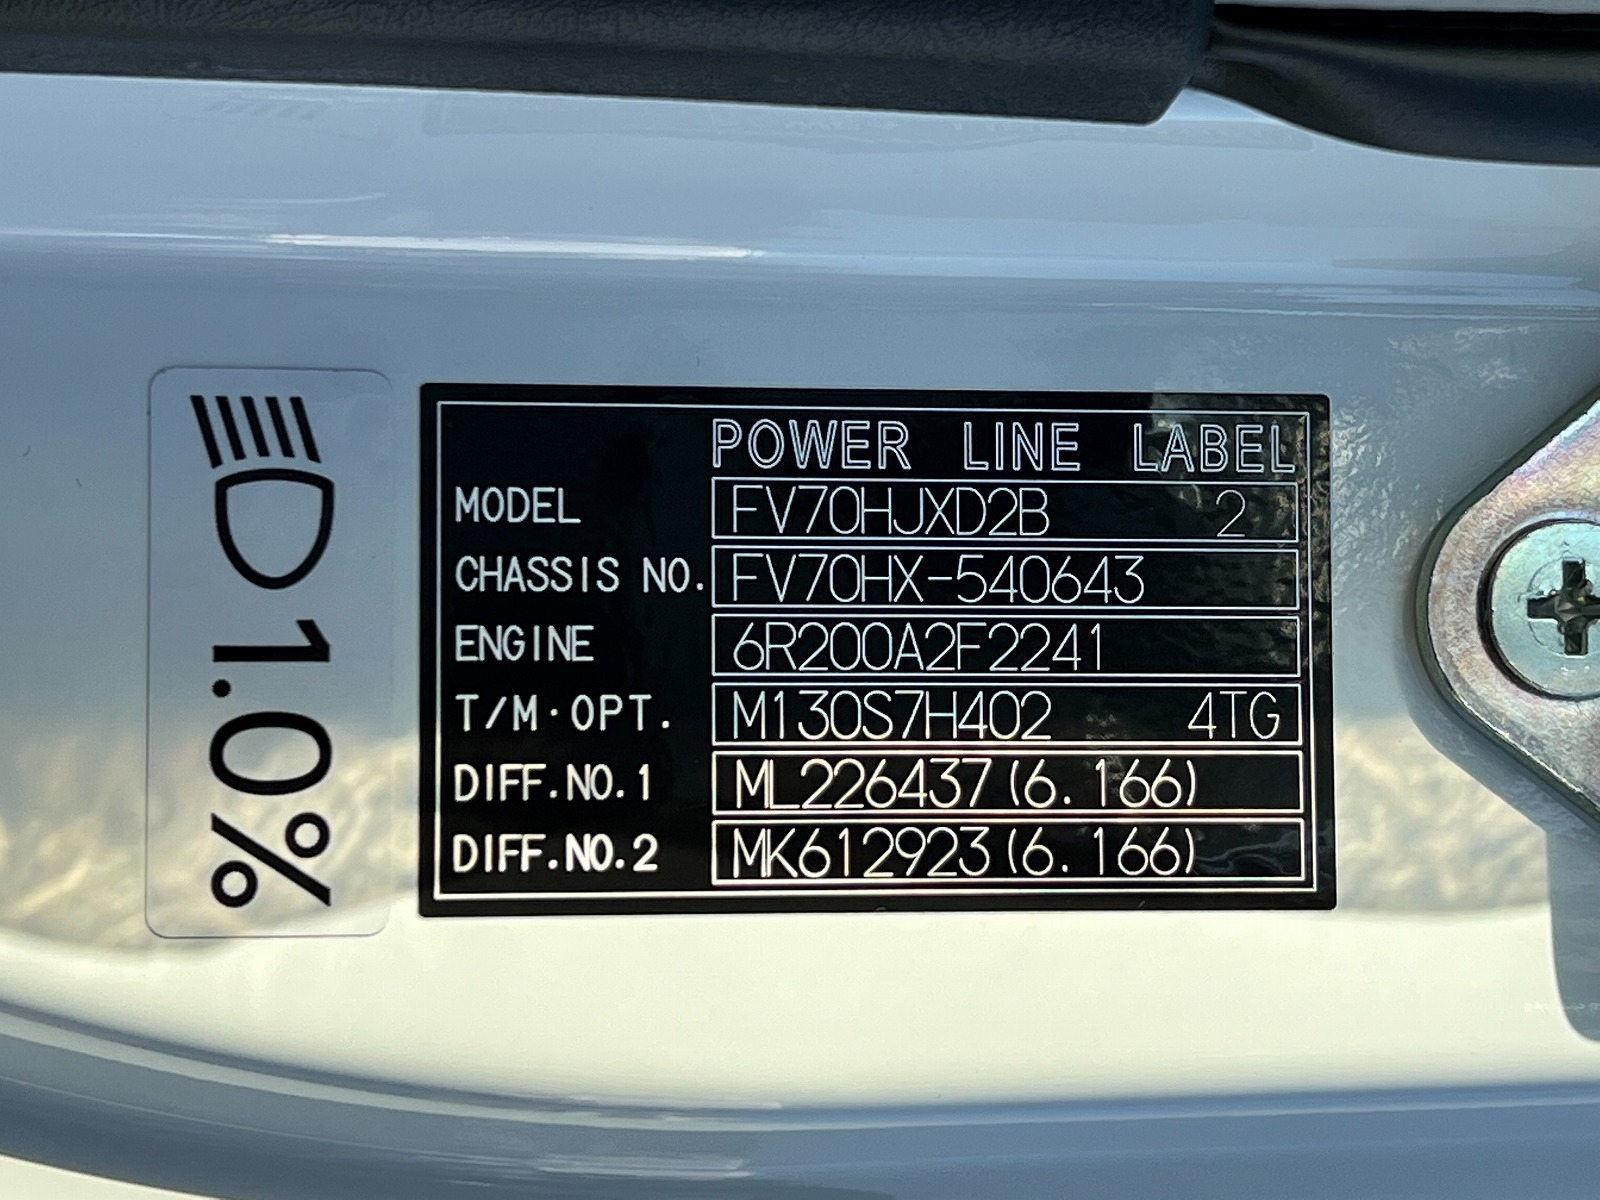 1.0%
POWER LINE LABEL
MODEL FV70HJXD2B 2
CHASSIS NO. FV70HX-540643
ENGINE 6R200A2F2241
T/M·OPT. M130S7H402 4TG
DIFF.NO.1 ML226437(6.166)
DIFF.NO.2 MK612923(6.166)